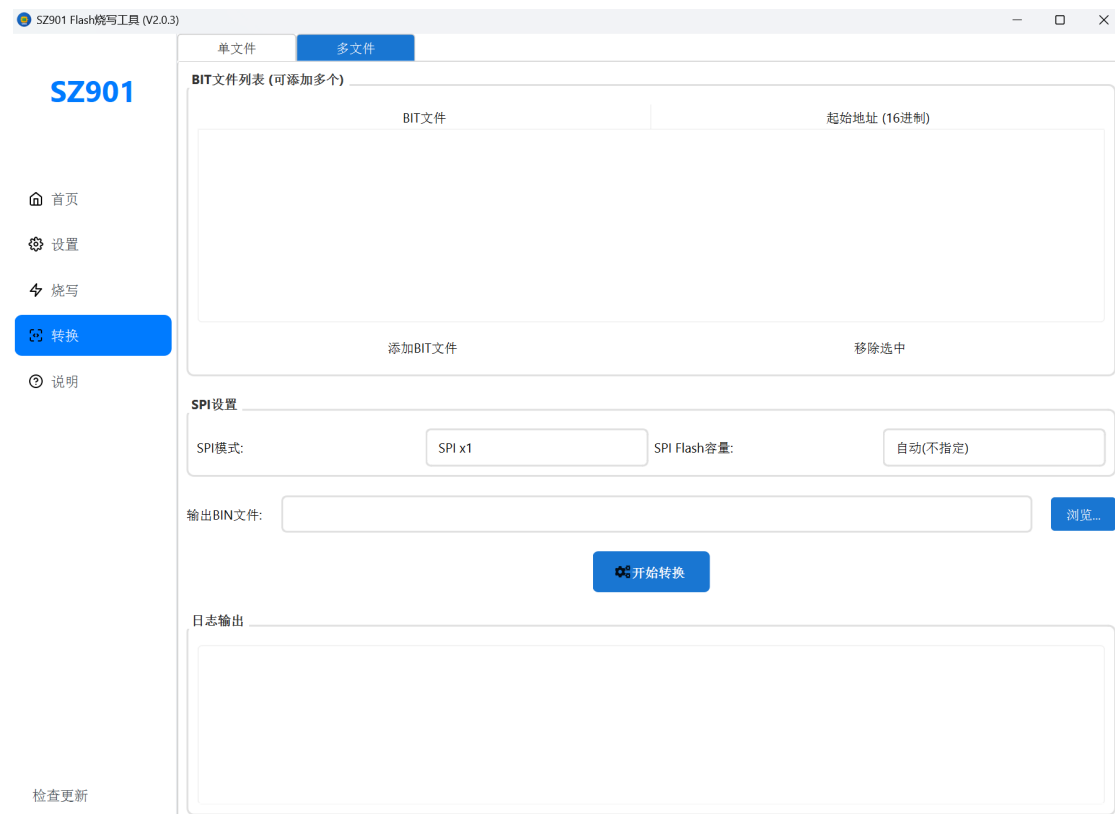 SZ901 Flash烧写工具 (V2.0.3)
单文件 多文件
SZ901
首页
设置
烧写
转换
说明
检查更新
BIT文件列表 (可添加多个)
BIT文件 起始地址 (16进制)
添加BIT文件 移除选中
SPI设置
SPI模式: SPI x1 SPI Flash容量: 自动(不指定)
输出BIN文件: 浏览...
开始转换
日志输出